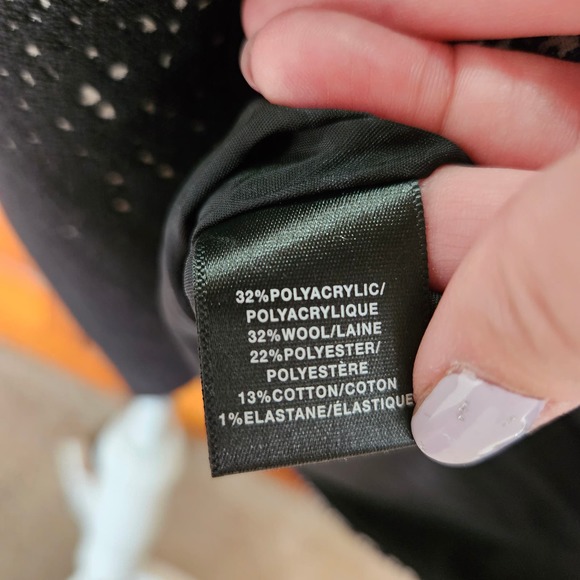 32%POLYACRYLIC/
POLYACRYLIQUE
32%WOOL/LAINE
22%POLYESTER/
POLYESTÈRE
13%COTTON/COTON
1%ELASTANE/ÉLASTIQUE